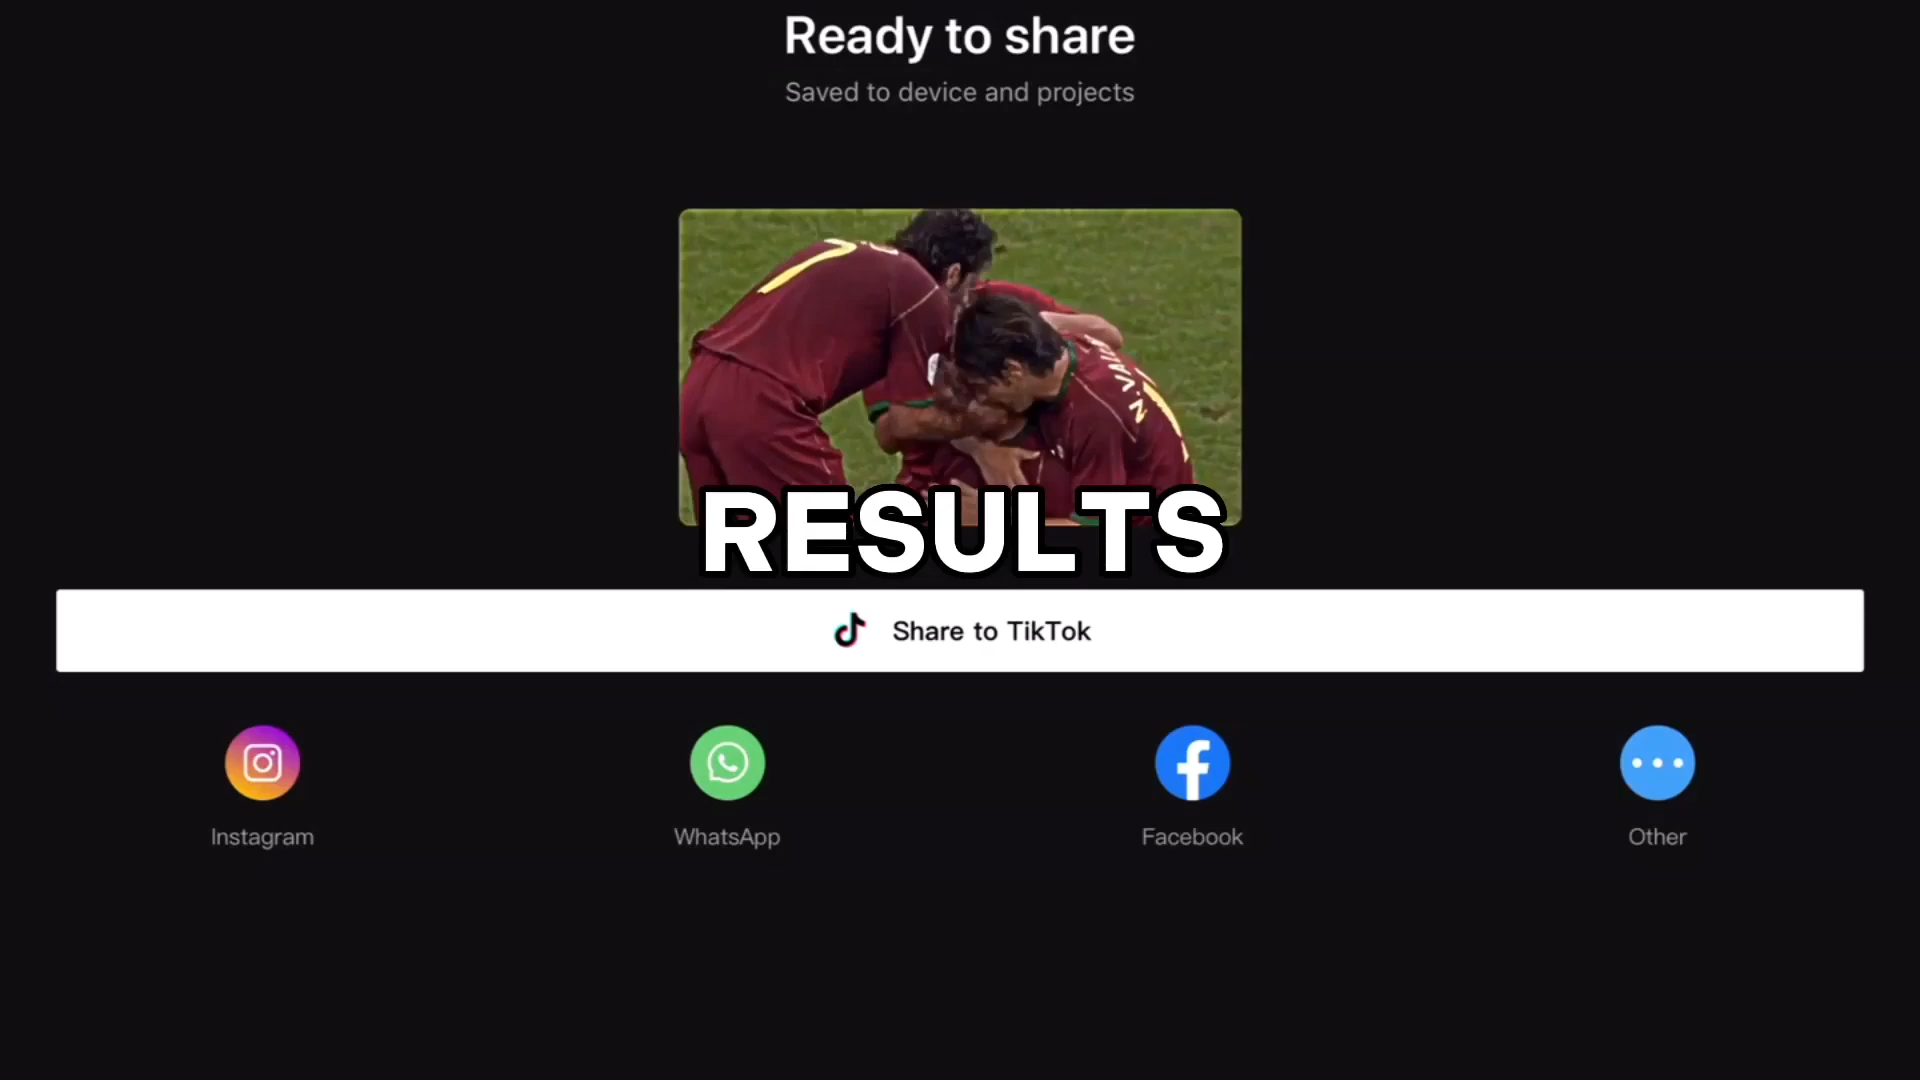 Ready to share
Saved to device and projects
RESULTS
Share to TikTok
Instagram
WhatsApp
Facebook
Other